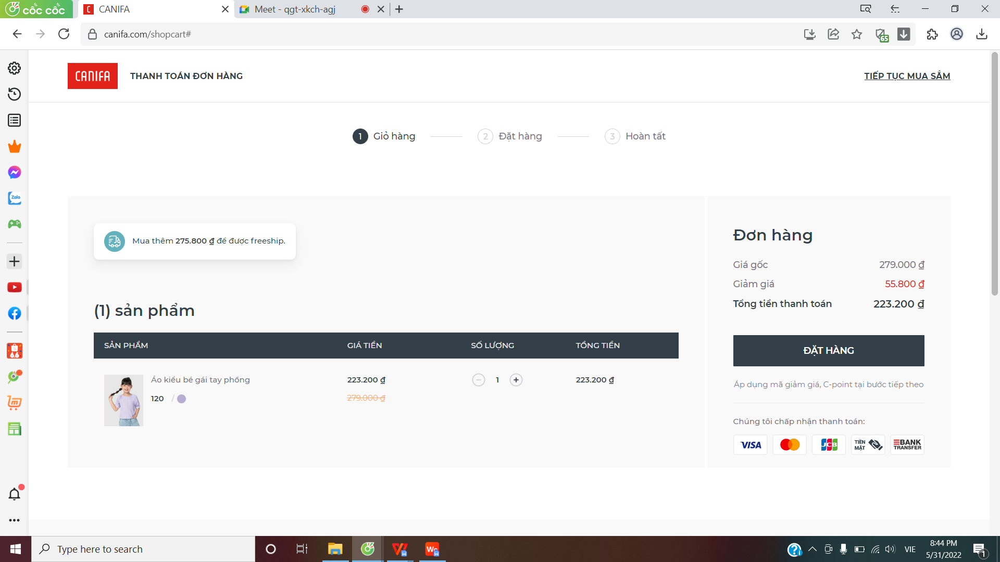 cốc cốc
CANIFA
Meet - qgt-xkch-agj
canifa.com/shopcart#
65
CANIFA
THANH TOÁN ĐƠN HÀNG
TIẾP TỤC MUA SẮM
1 Giỏ hàng
2 Đặt hàng
3 Hoàn tất
Zalo
Mua thêm 275.800 ₫ để được freeship.
(1) sản phẩm
SẢN PHẨM GIÁ TIỀN SỐ LƯỢNG TỔNG TIỀN
Áo kiểu bé gái tay phồng 223.200 ₫ 1 223.200 ₫
120 / 279.000 ₫
Đơn hàng
Giá gốc 279.000 ₫
Giảm giá 55.800 ₫
Tổng tiền thanh toán 223.200 ₫
ĐẶT HÀNG
Áp dụng mã giảm giá, C-point tại bước tiếp theo
Chúng tôi chấp nhận thanh toán:
VISA
JCB
TIỀN MẶT
BANK TRANSFER
Type here to search
VIE
8:44 PM
5/31/2022
1